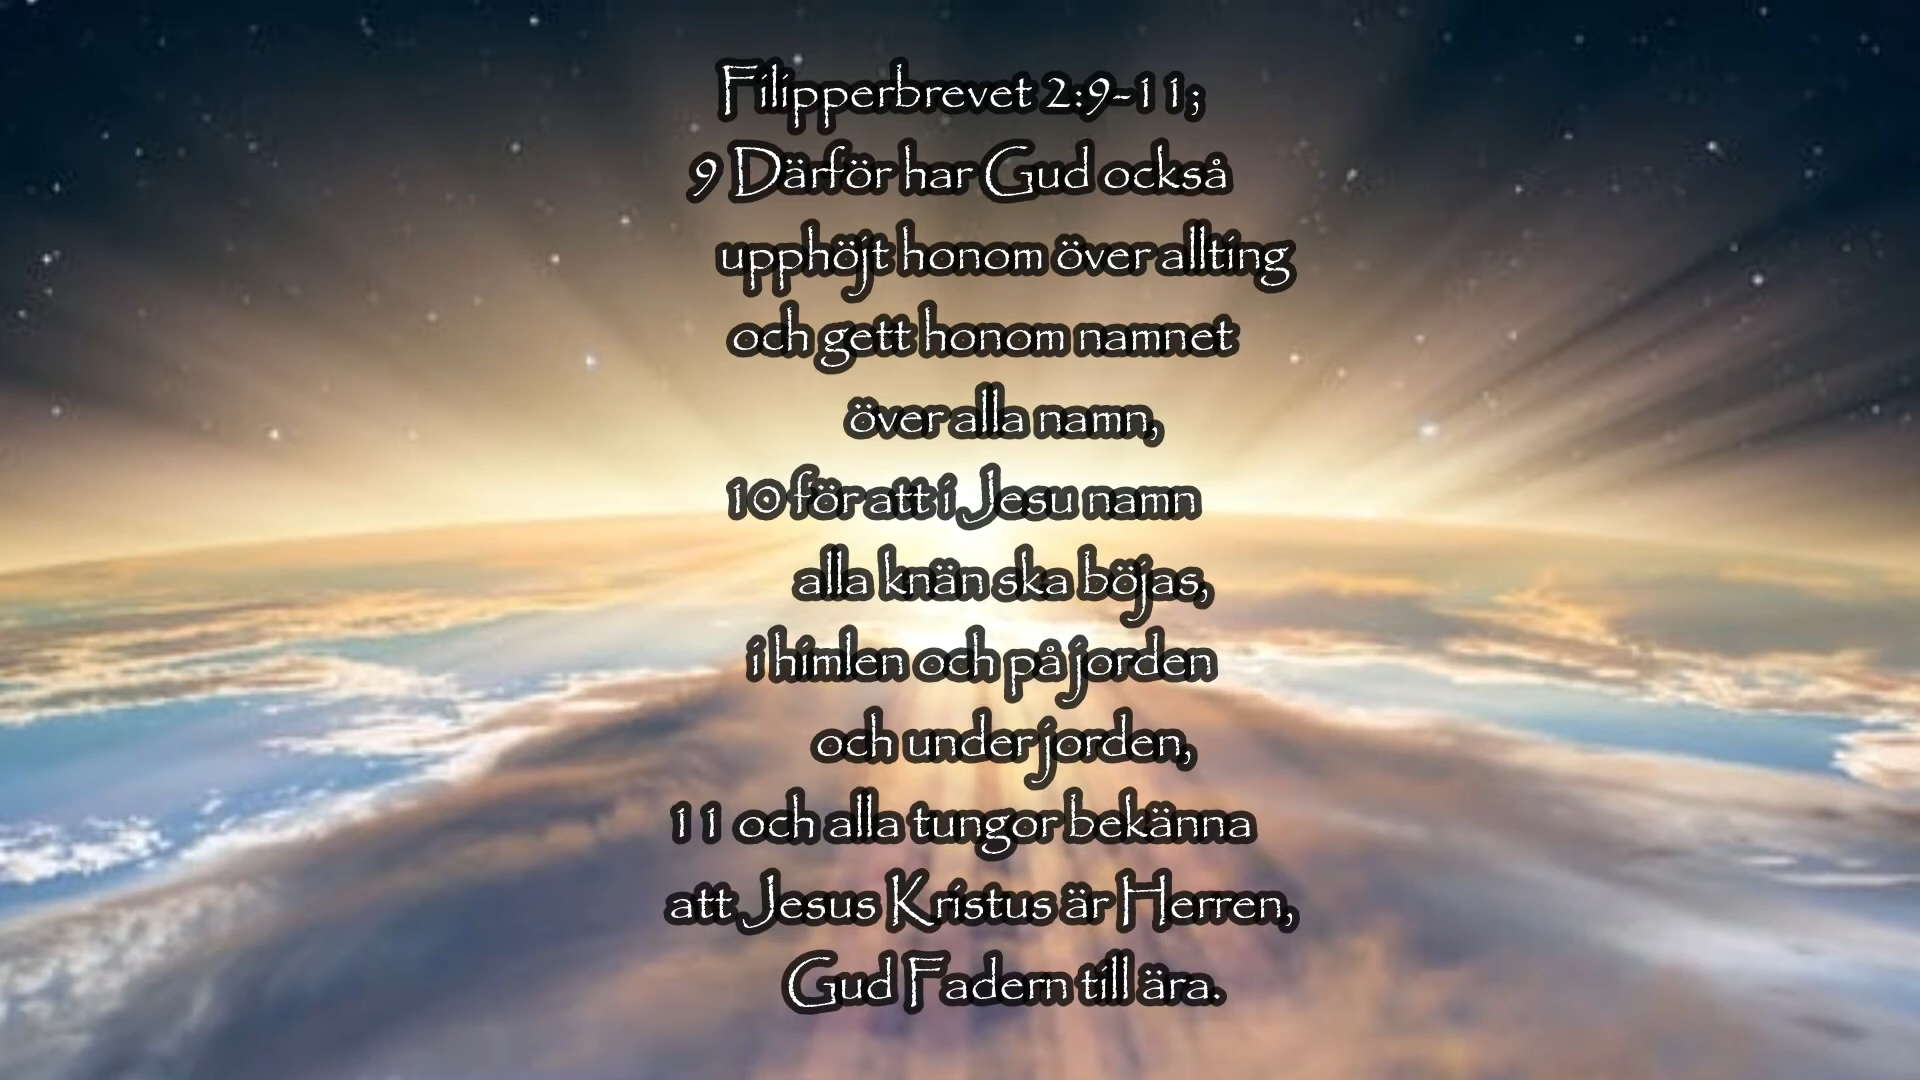 Filipperbrevet 2:9-11;
9 Därför har Gud också
upphöjt honom över allting
och gett honom namnet
över alla namn,
10 för att i Jesu namn
alla knän ska böjas,
i himlen och på jorden
och under jorden,
11 och alla tungor bekänna
att Jesus Kristus är Herren,
Gud Fadern till ära.